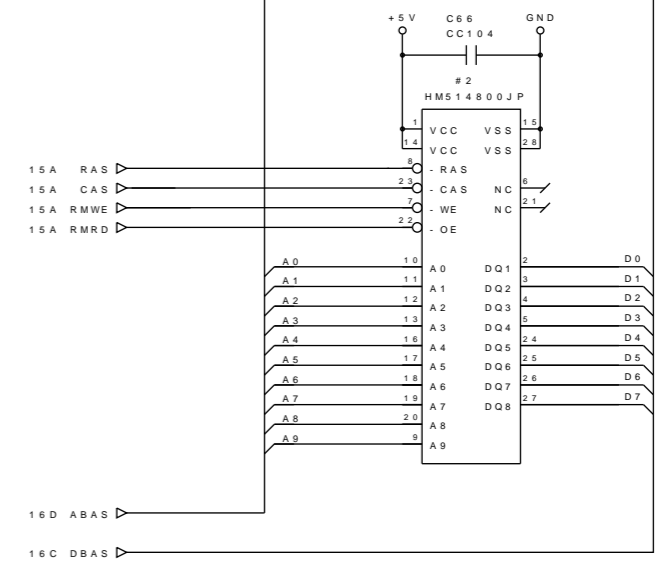 +5V C66 GND
CC104
#2
HM514800JP
1 VCC VSS 15
14 VCC VSS 28
15A RAS 8 -RAS
15A CAS 23 -CAS NC 6
15A RMWE 7 -WE NC 21
15A RMRD 22 -OE
A0 10 A0 DQ1 2 D0
A1 11 A1 DQ2 3 D1
A2 12 A2 DQ3 4 D2
A3 13 A3 DQ4 5 D3
A4 16 A4 DQ5 24 D4
A5 17 A5 DQ6 25 D5
A6 18 A6 DQ7 26 D6
A7 19 A7 DQ8 27 D7
A8 20 A8
A9 9 A9
16D ABAS
16C DBAS